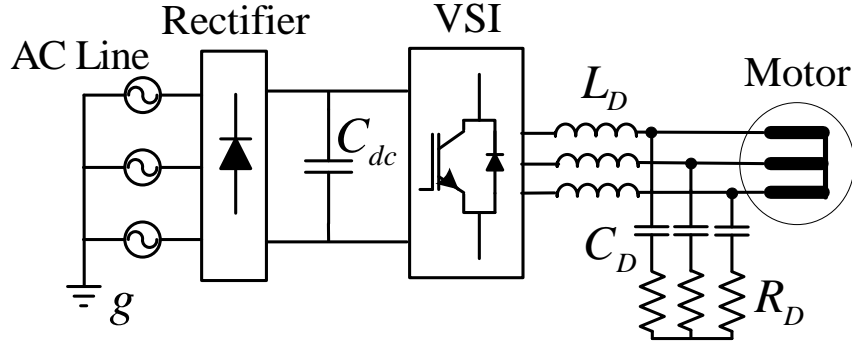 Rectifier
VSI
AC Line
Motor
L_D
C_dc
C_D
R_D
g